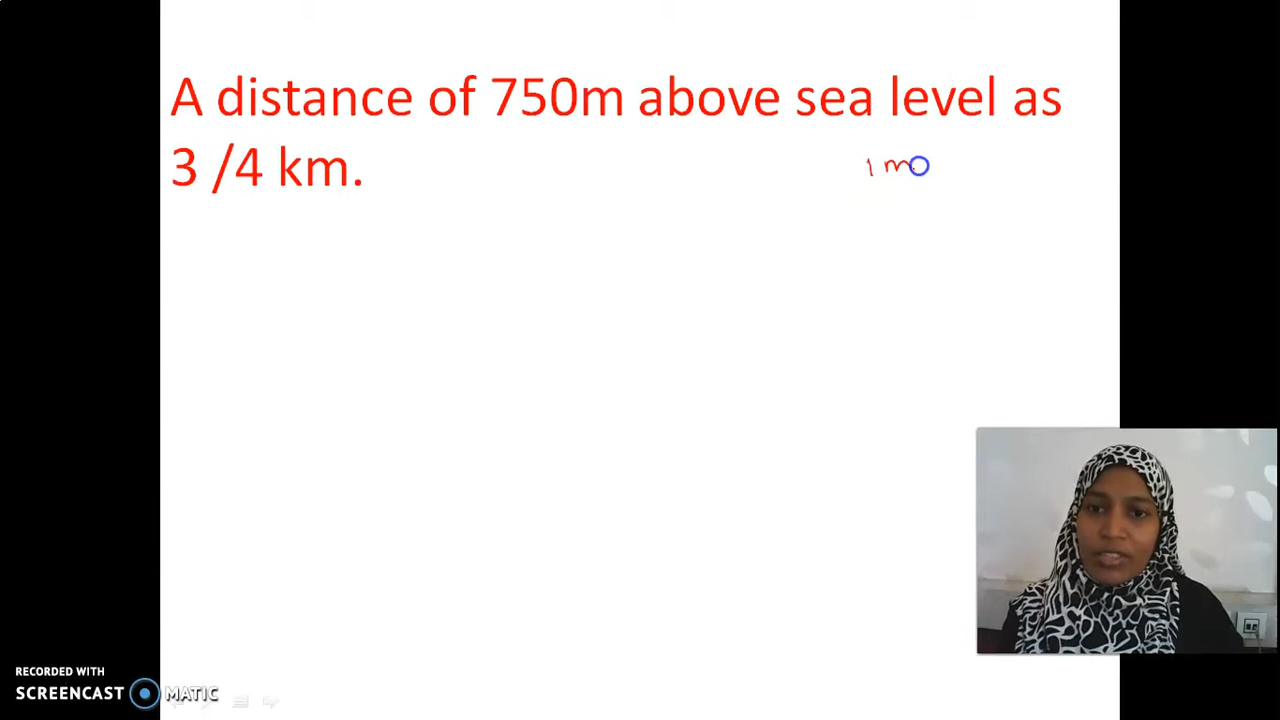 A distance of 750m above sea level as
3 /4 km.
1 m
RECORDED WITH
SCREENCAST MATIC